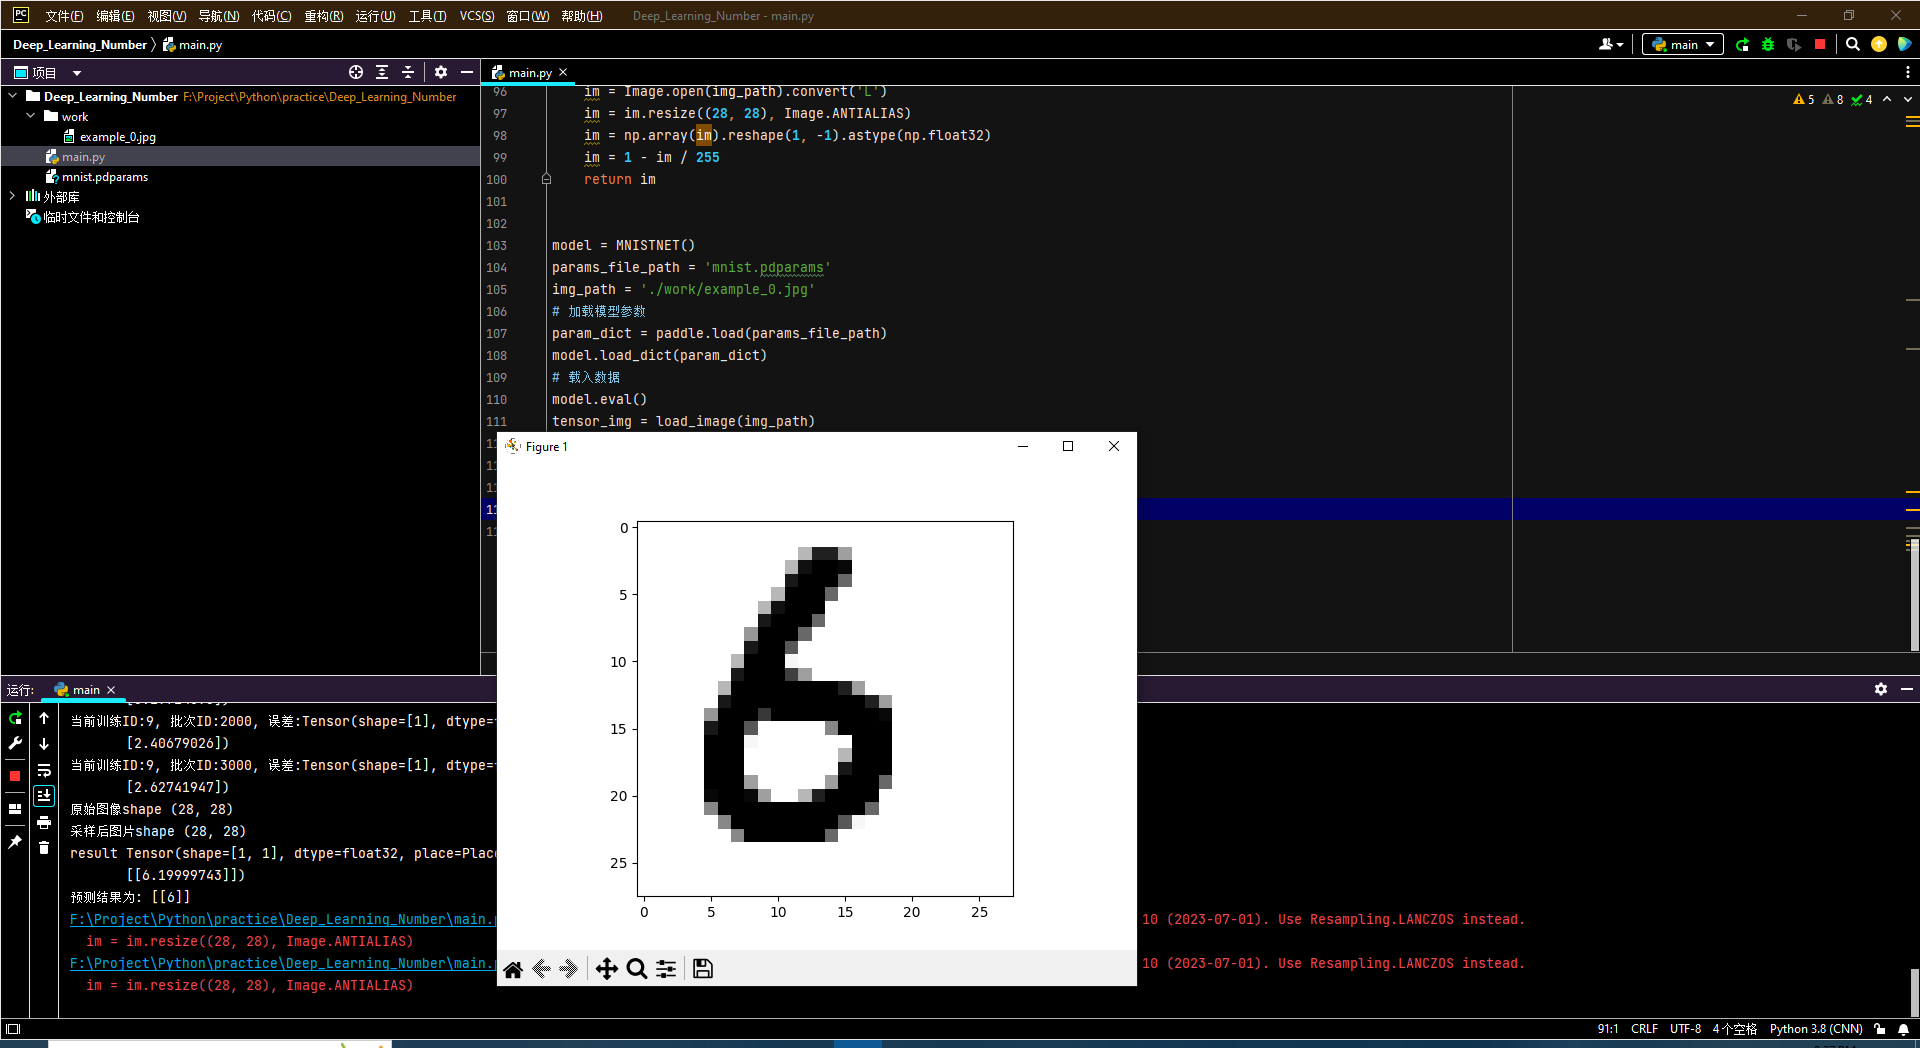 PC 文件(F) 编辑(E) 视图(V) 导航(N) 代码(C) 重构(R) 运行(U) 工具(T) VCS(S) 窗口(W) 帮助(H) Deep_Learning_Number - main.py
Deep_Learning_Number main.py
main
项目
main.py
Deep_Learning_Number F:\Project\Python\practice\Deep_Learning_Number
work
example_0.jpg
main.py
mnist.pdparams
外部库
临时文件和控制台
5 8 4
96 im = Image.open(img_path).convert('L')
97 im = im.resize((28, 28), Image.ANTIALIAS)
98 im = np.array(im).reshape(1, -1).astype(np.float32)
99 im = 1 - im / 255
100 return im
101
102
103 model = MNISTNET()
104 params_file_path = 'mnist.pdparams'
105 img_path = './work/example_0.jpg'
106 # 加载模型参数
107 param_dict = paddle.load(params_file_path)
108 model.load_dict(param_dict)
109 # 载入数据
110 model.eval()
111 tensor_img = load_image(img_path)
Figure 1
0
5
10
15
20
25
0 5 10 15 20 25
运行: main
当前训练ID:9, 批次ID:2000, 误差:Tensor(shape=[1], dtype=
[2.40679026])
当前训练ID:9, 批次ID:3000, 误差:Tensor(shape=[1], dtype=
[2.62741947])
原始图像shape (28, 28)
采样后图片shape (28, 28)
result Tensor(shape=[1, 1], dtype=float32, place=Plac
[[6.19999743]])
预测结果为: [[6]]
F:\Project\Python\practice\Deep_Learning_Number\main. 10 (2023-07-01). Use Resampling.LANCZOS instead.
im = im.resize((28, 28), Image.ANTIALIAS)
F:\Project\Python\practice\Deep_Learning_Number\main. 10 (2023-07-01). Use Resampling.LANCZOS instead.
im = im.resize((28, 28), Image.ANTIALIAS)
91:1 CRLF UTF-8 4 个空格 Python 3.8 (CNN)